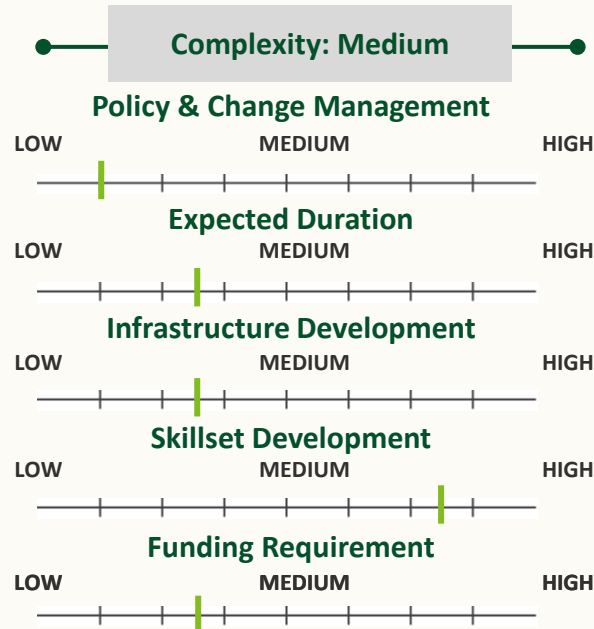 Complexity: Medium
Policy & Change Management
LOW MEDIUM HIGH
Expected Duration
LOW MEDIUM HIGH
Infrastructure Development
LOW MEDIUM HIGH
Skillset Development
LOW MEDIUM HIGH
Funding Requirement
LOW MEDIUM HIGH